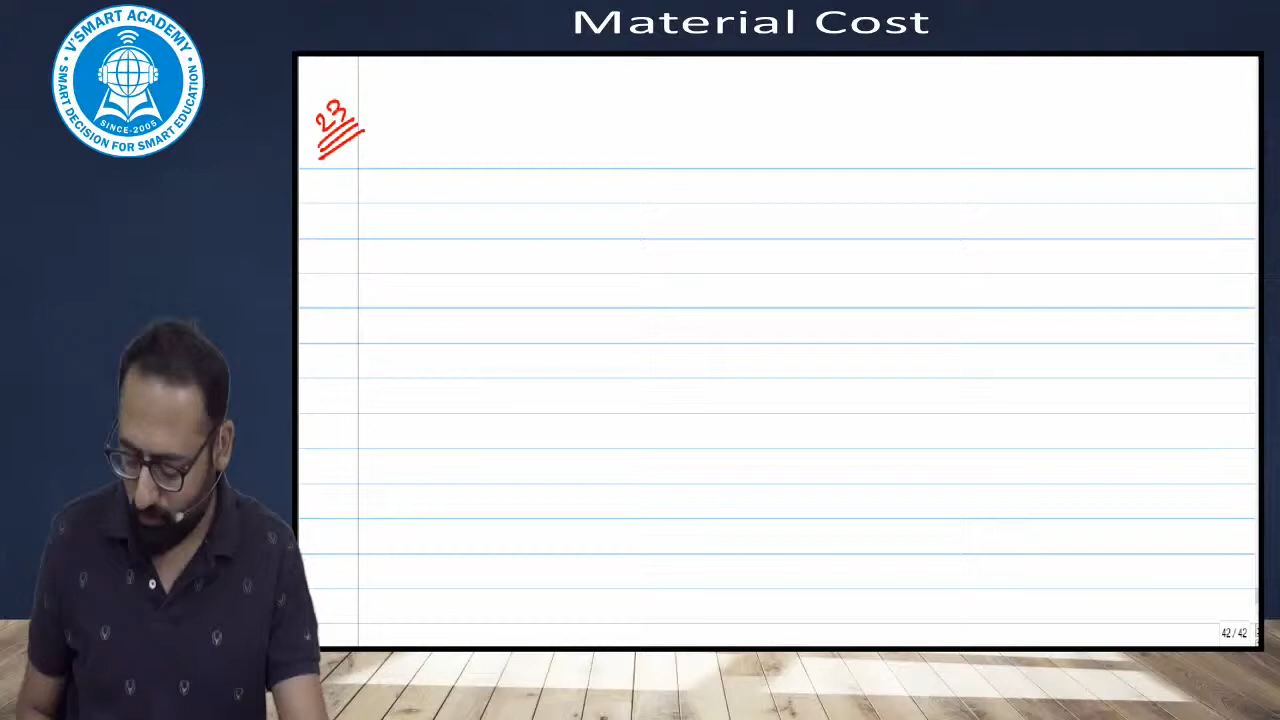 Material Cost
V'SMART ACADEMY
SINCE-2005
SMART DECISION FOR SMART EDUCATION
23
42 / 42